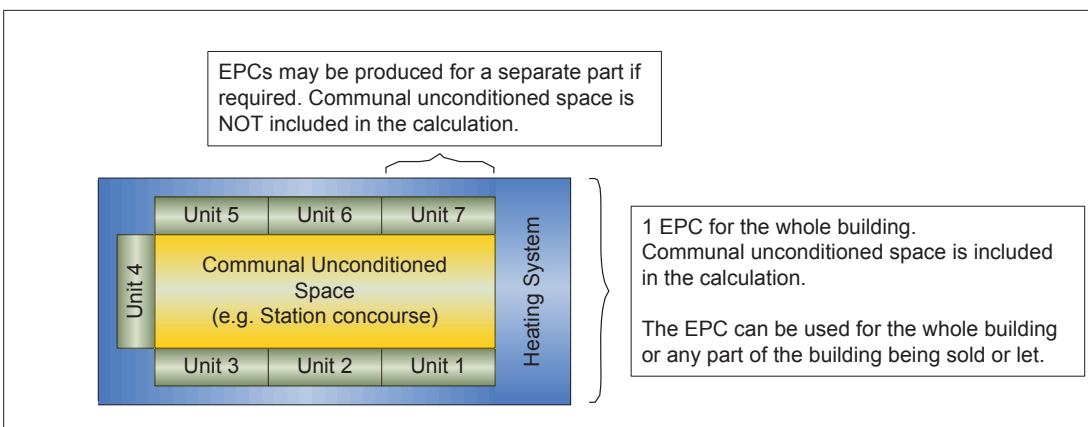 EPCs may be produced for a separate part if
required. Communal unconditioned space is
NOT included in the calculation.
Unit 5
Unit 6
Unit 7
Unit 4
Communal Unconditioned
Space
(e.g. Station concourse)
Heating System
Unit 3
Unit 2
Unit 1
1 EPC for the whole building.
Communal unconditioned space is included
in the calculation.
The EPC can be used for the whole building
or any part of the building being sold or let.